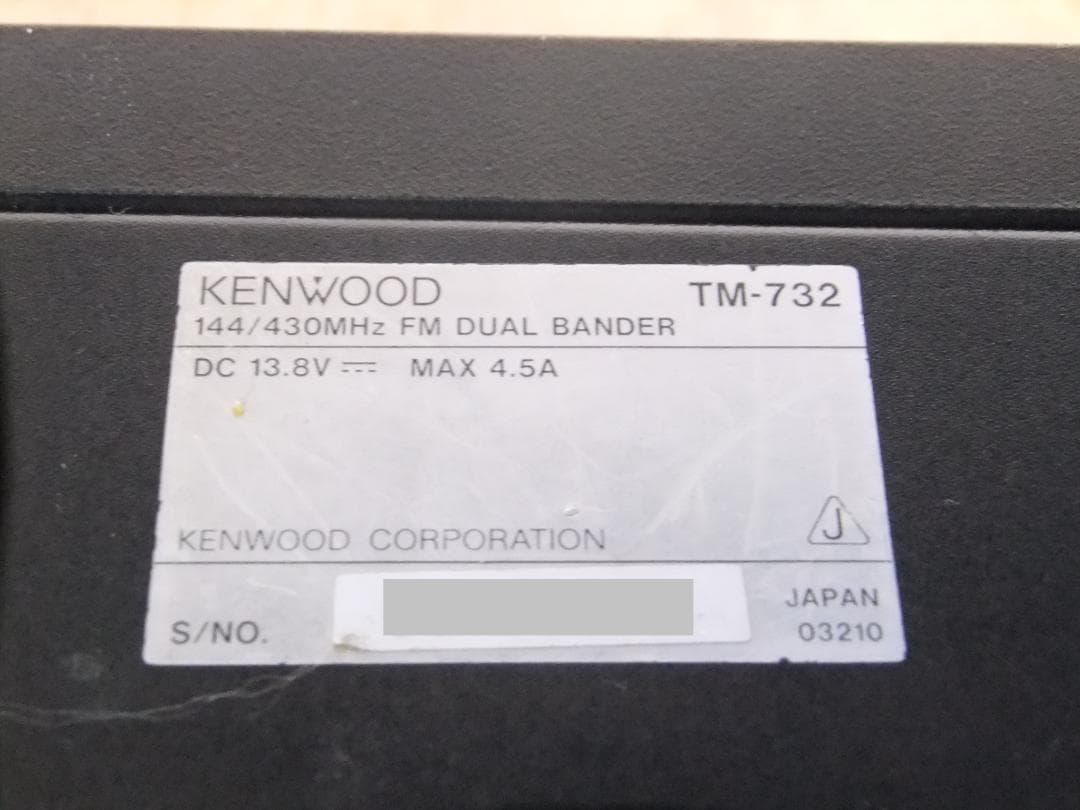 KENWOOD TM-732
144/430MHz FM DUAL BANDER
DC 13.8V ⎓ MAX 4.5A
J
KENWOOD CORPORATION
JAPAN
S/NO. 03210